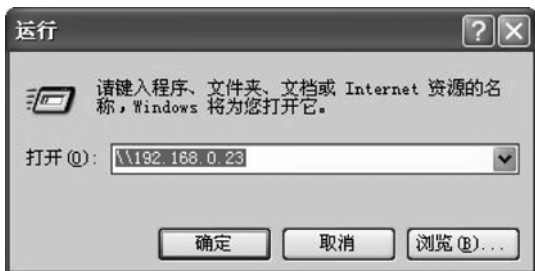 运行
请键入程序、文件夹、文档或 Internet 资源的名
称,Windows 将为您打开它。
打开(O): \\192.168.0.23
确定 取消 浏览(B)...